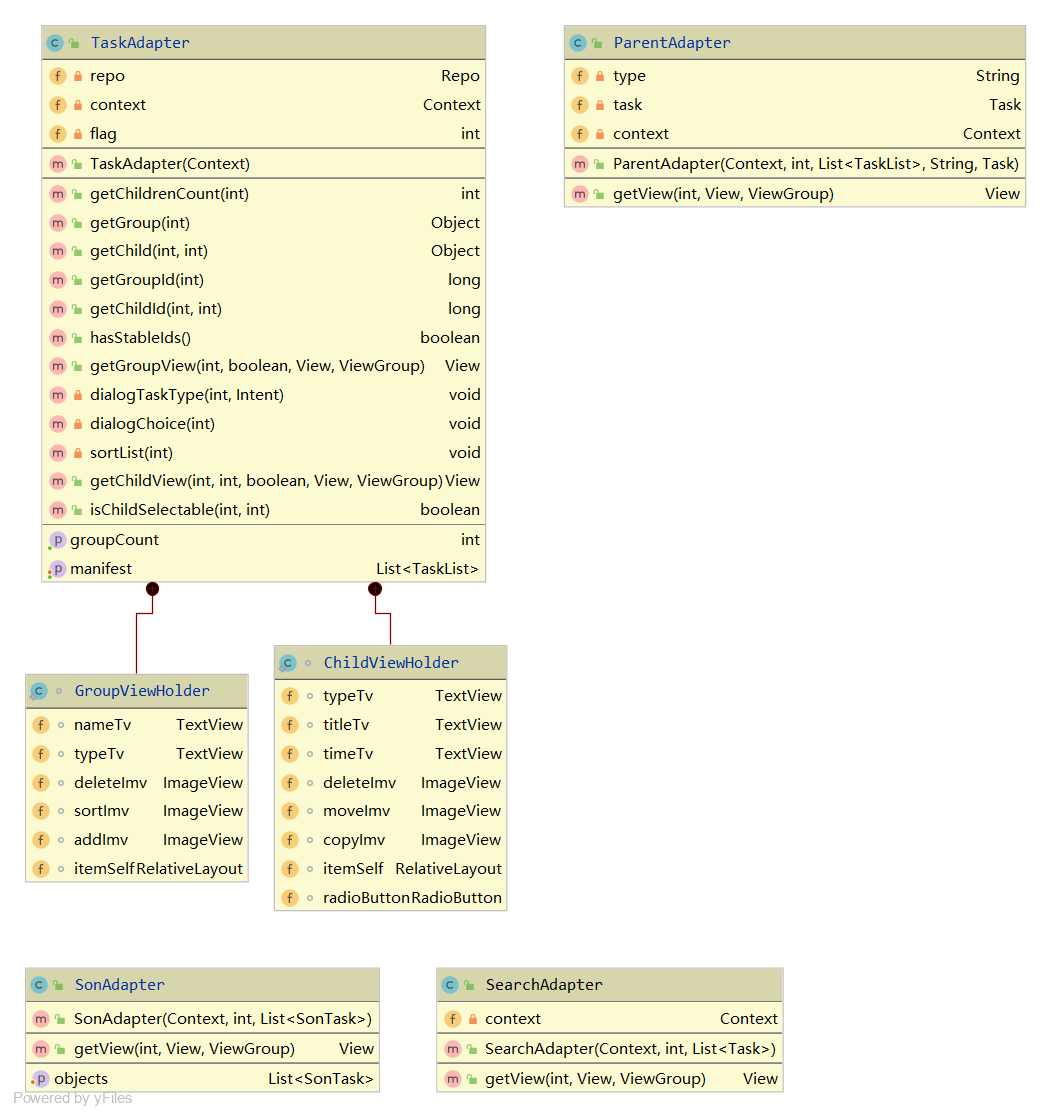 TaskAdapter
repo Repo
context Context
flag int
TaskAdapter(Context)
getChildrenCount(int) int
getGroup(int) Object
getChild(int, int) Object
getGroupId(int) long
getChildId(int, int) long
hasStableIds() boolean
getGroupView(int, boolean, View, ViewGroup) View
dialogTaskType(int, Intent) void
dialogChoice(int) void
sortList(int) void
getChildView(int, int, boolean, View, ViewGroup) View
isChildSelectable(int, int) boolean
groupCount int
manifest List<TaskList>
ParentAdapter
type String
task Task
context Context
ParentAdapter(Context, int, List<TaskList>, String, Task)
getView(int, View, ViewGroup) View
GroupViewHolder
nameTv TextView
typeTv TextView
deleteImv ImageView
sortImv ImageView
addImv ImageView
itemSelf RelativeLayout
ChildViewHolder
typeTv TextView
titleTv TextView
timeTv TextView
deleteImv ImageView
moveImv ImageView
copyImv ImageView
itemSelf RelativeLayout
radioButton RadioButton
SonAdapter
SonAdapter(Context, int, List<SonTask>)
getView(int, View, ViewGroup) View
objects List<SonTask>
SearchAdapter
context Context
SearchAdapter(Context, int, List<Task>)
getView(int, View, ViewGroup) View
Powered by yFiles